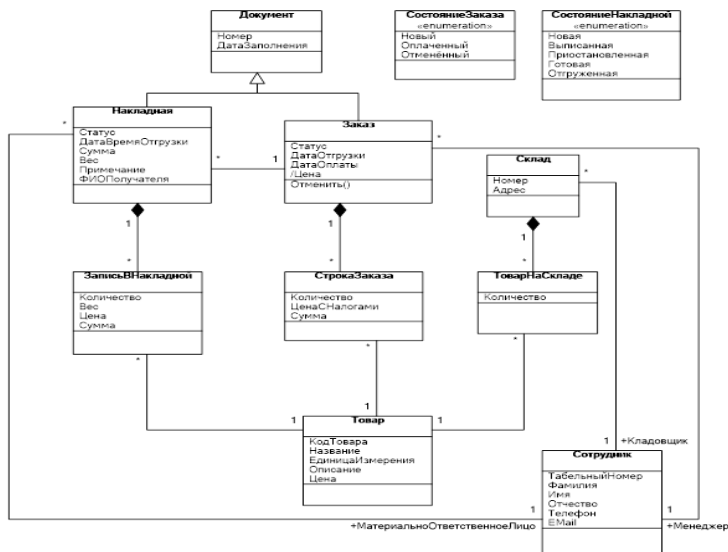 Документ
Номер
ДатаЗаполнения
СостояниеЗаказа
«enumeration»
Новый
Оплаченный
Отменённый
СостояниеНакладной
«enumeration»
Новая
Выписанная
Приостановленная
Готовая
Отгруженная
Накладная
Статус
ДатаВремяОтгрузки
Сумма
Вес
Примечание
ФИОПолучателя
Заказ
Статус
ДатаОтгрузки
ДатаОплаты
/Цена
Отменить()
Склад
Номер
Адрес
*
*
1
*
*
1
1
1
*
*
*
ЗаписьВНакладной
Количество
Вес
Цена
Сумма
СтрокаЗаказа
Количество
ЦенаСНалогами
Сумма
ТоварНаСкладе
Количество
*
*
*
1
1
1
Товар
КодТовара
Название
ЕдиницаИзмерения
Описание
Цена
1 +Кладовщик
Сотрудник
ТабельныйНомер
Фамилия
Имя
Отчество
Телефон
EMail
1
1
+МатериальноОтветственноеЛицо
+Менеджер